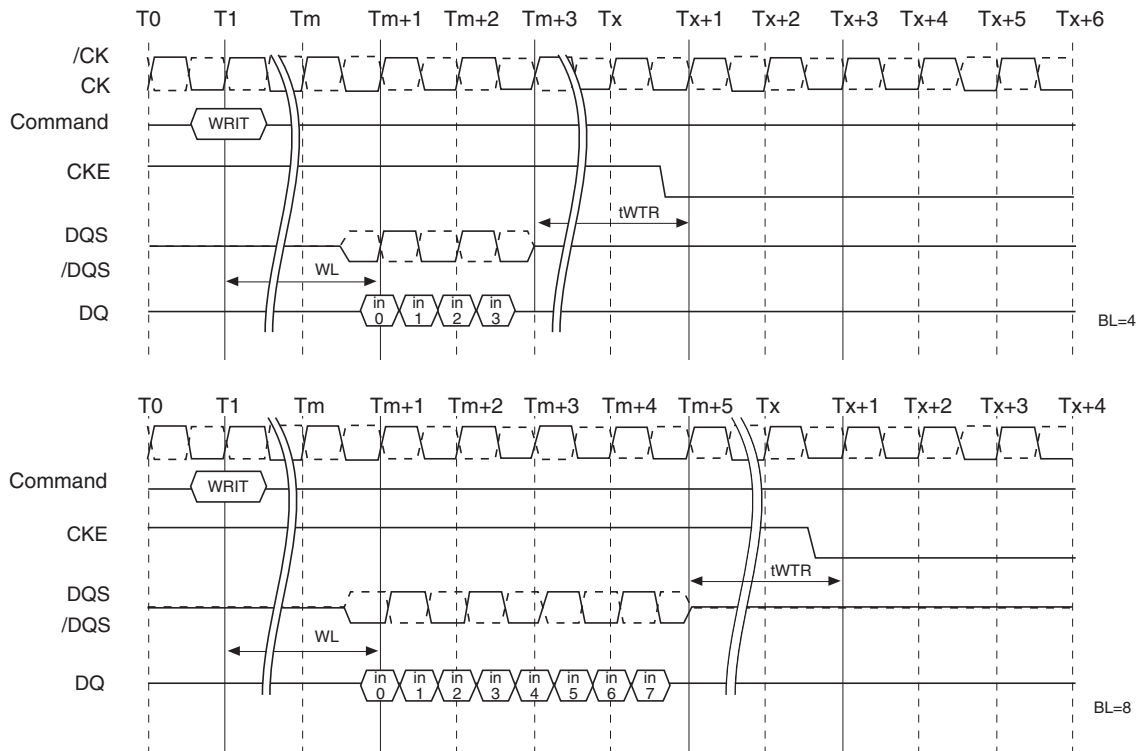 T0 T1 Tm Tm+1 Tm+2 Tm+3 Tx Tx+1 Tx+2 Tx+3 Tx+4 Tx+5 Tx+6
/CK
CK
Command WRIT
CKE
tWTR
DQS
/DQS
WL
DQ in 0 in 1 in 2 in 3
BL=4
T0 T1 Tm Tm+1 Tm+2 Tm+3 Tm+4 Tm+5 Tx Tx+1 Tx+2 Tx+3 Tx+4
Command WRIT
CKE
tWTR
DQS
/DQS
WL
DQ in 0 in 1 in 2 in 3 in 4 in 5 in 6 in 7
BL=8